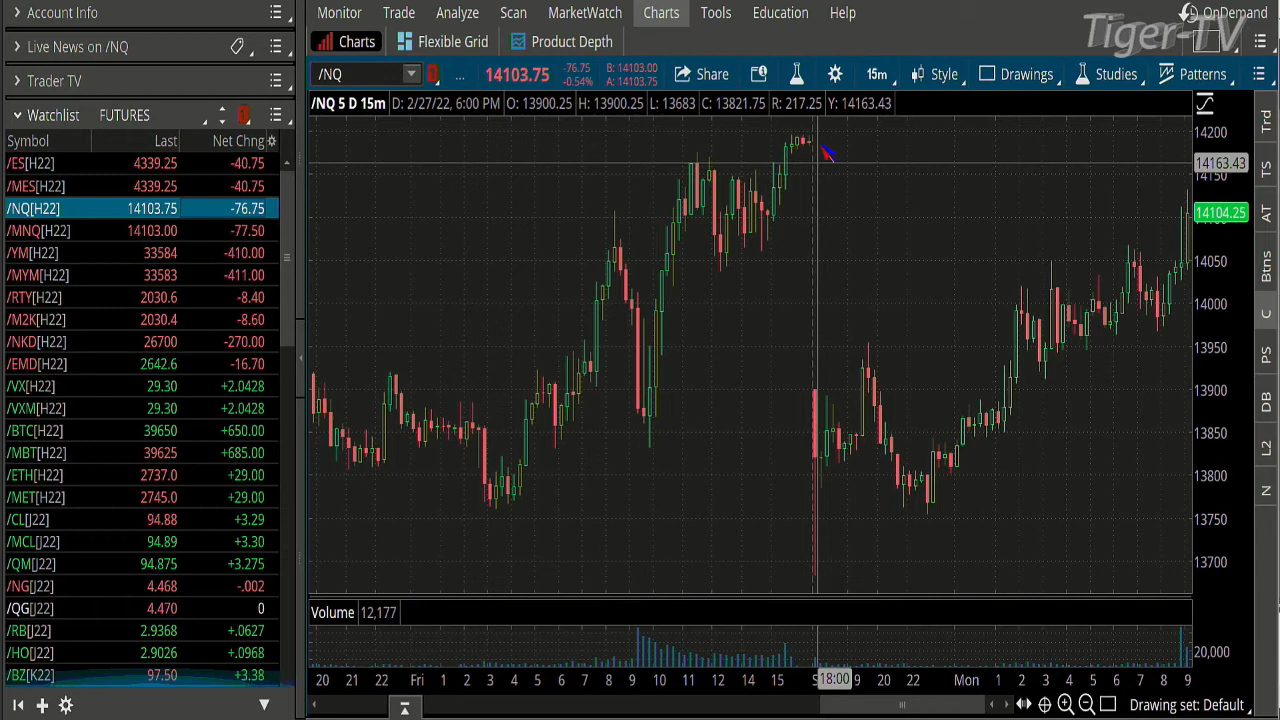 Account Info
Monitor Trade Analyze Scan MarketWatch Charts Tools Education Help OnDemand
Tiger-TV
Live News on /NQ
Charts Flexible Grid Product Depth
Trader TV
/NQ 1 ... 14103.75 -76.75 -0.54% B: 14103.00 A: 14103.75 Share 15m Style Drawings Studies Patterns
Watchlist FUTURES 1
/NQ 5 D 15m D: 2/27/22, 6:00 PM O: 13900.25 H: 13900.25 L: 13683 C: 13821.75 R: 217.25 Y: 14163.43
Symbol Last Net Chng
/ES[H22] 4339.25 -40.75
/MES[H22] 4339.25 -40.75
/NQ[H22] 14103.75 -76.75
/MNQ[H22] 14103.00 -77.50
/YM[H22] 33584 -410.00
/MYM[H22] 33583 -411.00
/RTY[H22] 2030.6 -8.40
/M2K[H22] 2030.4 -8.60
/NKD[H22] 26700 -270.00
/EMD[H22] 2642.6 -16.70
/VX[H22] 29.30 +2.0428
/VXM[H22] 29.30 +2.0428
/BTC[H22] 39650 +650.00
/MBT[H22] 39625 +685.00
/ETH[H22] 2737.0 +29.00
/MET[H22] 2745.0 +29.00
/CL[J22] 94.88 +3.29
/MCL[J22] 94.89 +3.30
/QM[J22] 94.875 +3.275
/NG[J22] 4.468 -.002
/QG[J22] 4.470 0
/RB[J22] 2.9368 +.0627
/HO[J22] 2.9026 +.0968
/BZ[K22] 97.50 +3.38
14200
14163.43
14150
14104.25
14050
14000
13950
13900
13850
13800
13750
13700
Trd
TS
AT
Btns
C
PS
DB
L2
N
Volume 12,177
20,000
20 21 22 Fri 1 2 3 4 5 6 7 8 9 10 11 12 13 14 15 S 18:00 9 20 22 Mon 1 2 3 4 5 6 7 8 9
Drawing set: Default